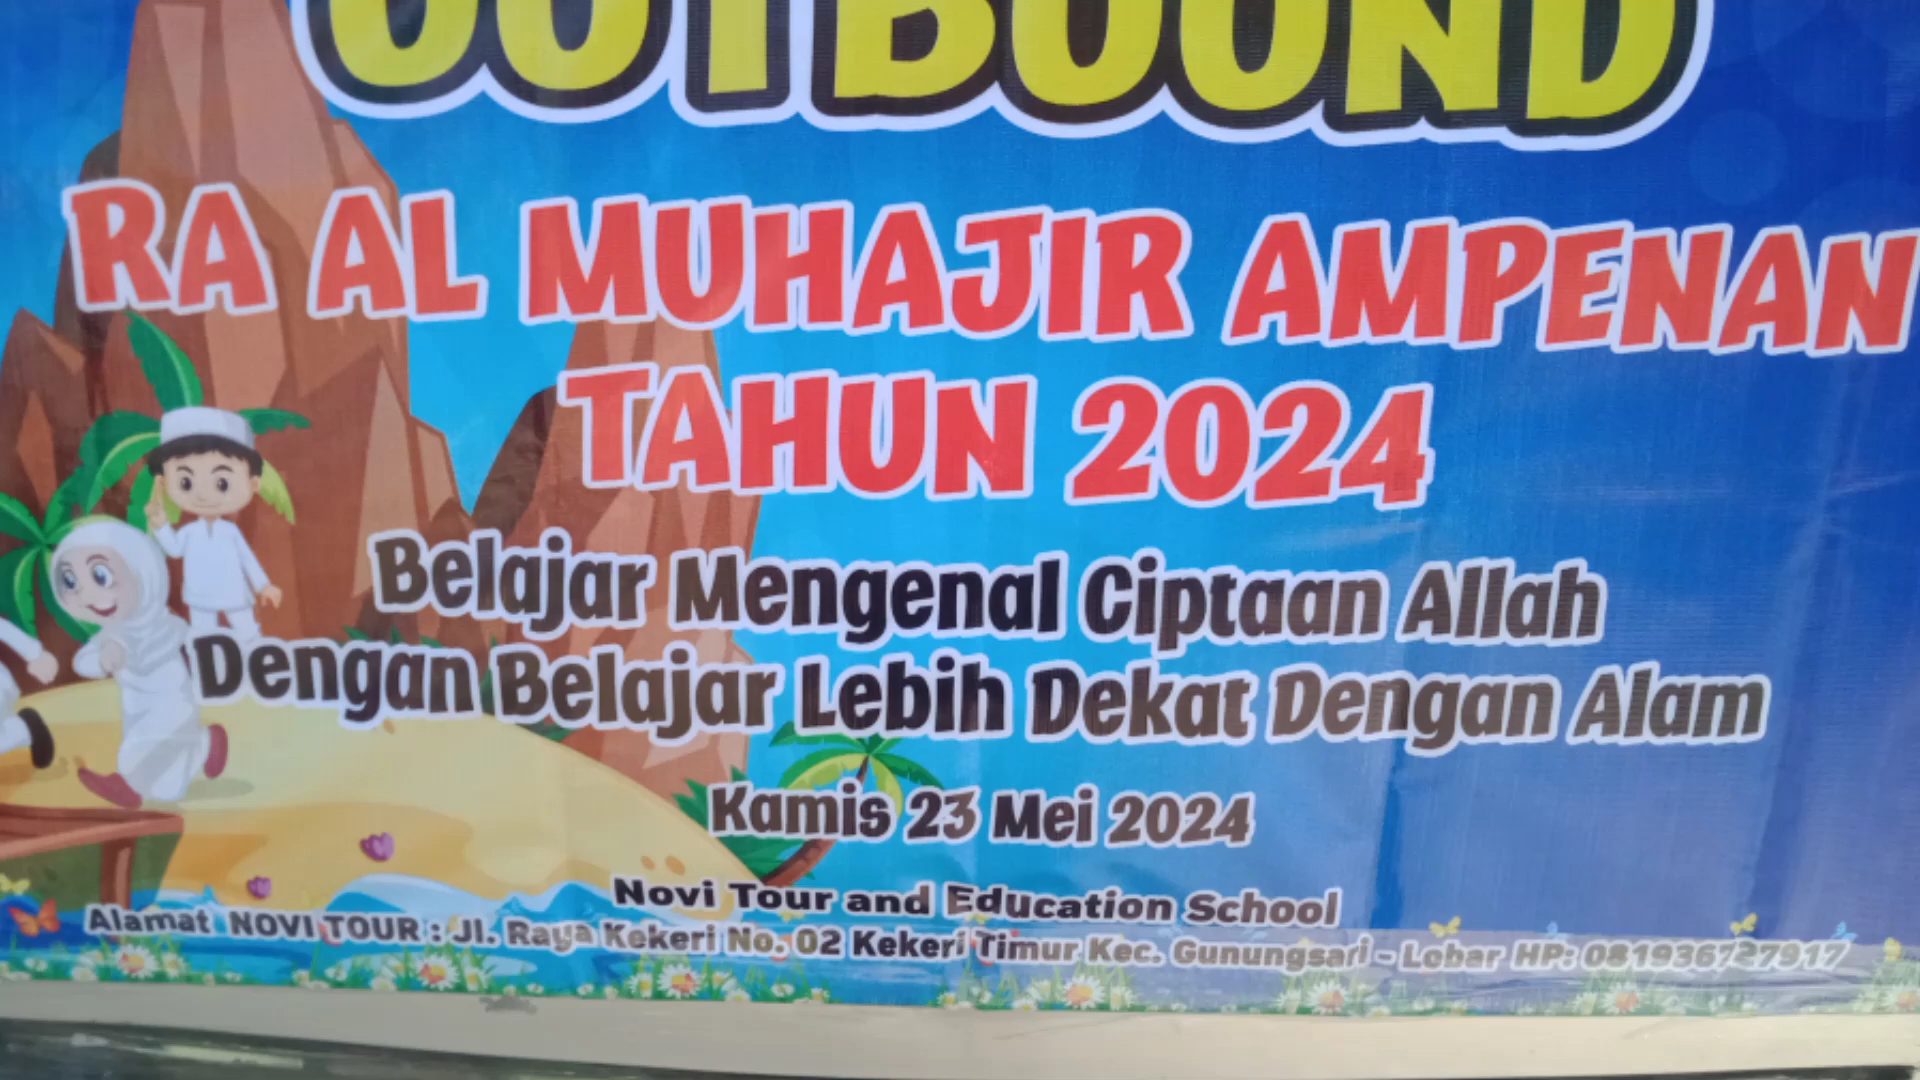 OUTBOUND
RA AL MUHAJIR AMPENAN
TAHUN 2024
Belajar Mengenal Ciptaan Allah
Dengan Belajar Lebih Dekat Dengan Alam
Kamis 23 Mei 2024
Novi Tour and Education School
Alamat NOVI TOUR : Jl. Raya Kekeri No. 02 Kekeri Timur Kec. Gunungsari - Lobar HP: 081936727917